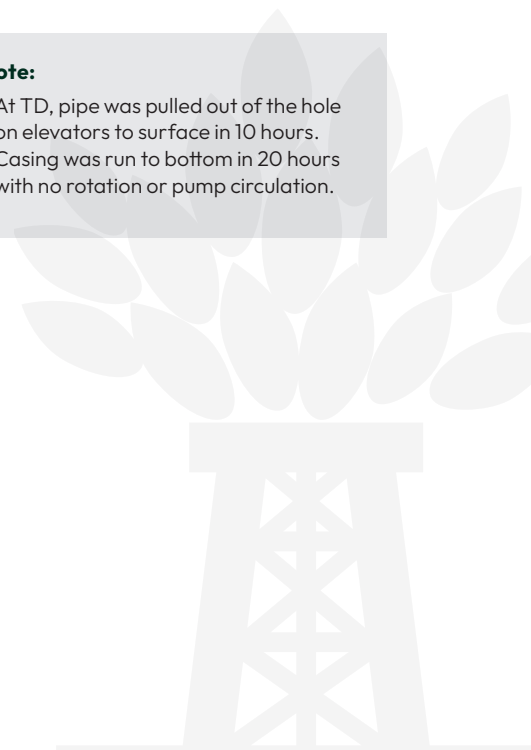 ote:
At TD, pipe was pulled out of the hole
on elevators to surface in 10 hours.
Casing was run to bottom in 20 hours
with no rotation or pump circulation.